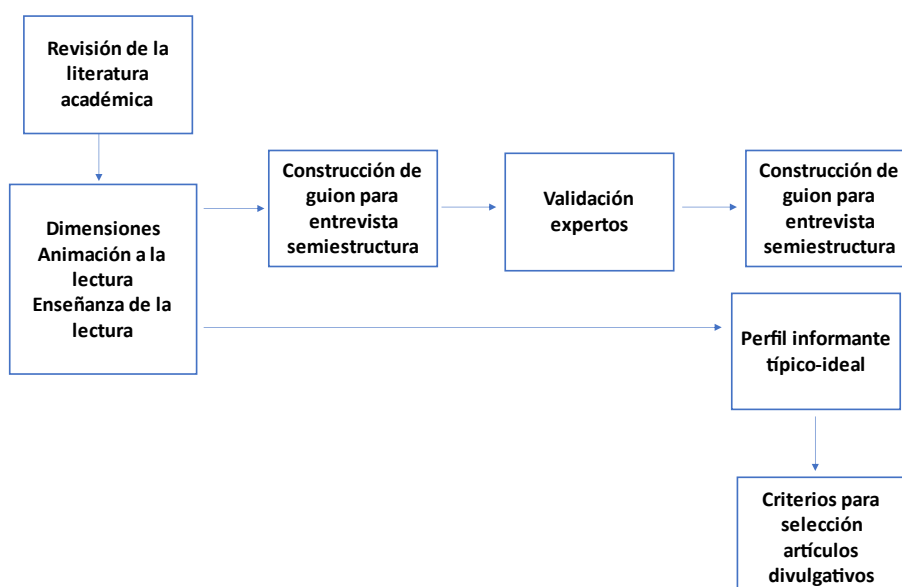 Revisión de la
literatura
académica
Dimensiones
Animación a la
lectura
Enseñanza de la
lectura
Construcción de
guion para
entrevista
semiestructura
Validación
expertos
Construcción de
guion para
entrevista
semiestructura
Perfil informante
típico-ideal
Criterios para
selección
artículos
divulgativos